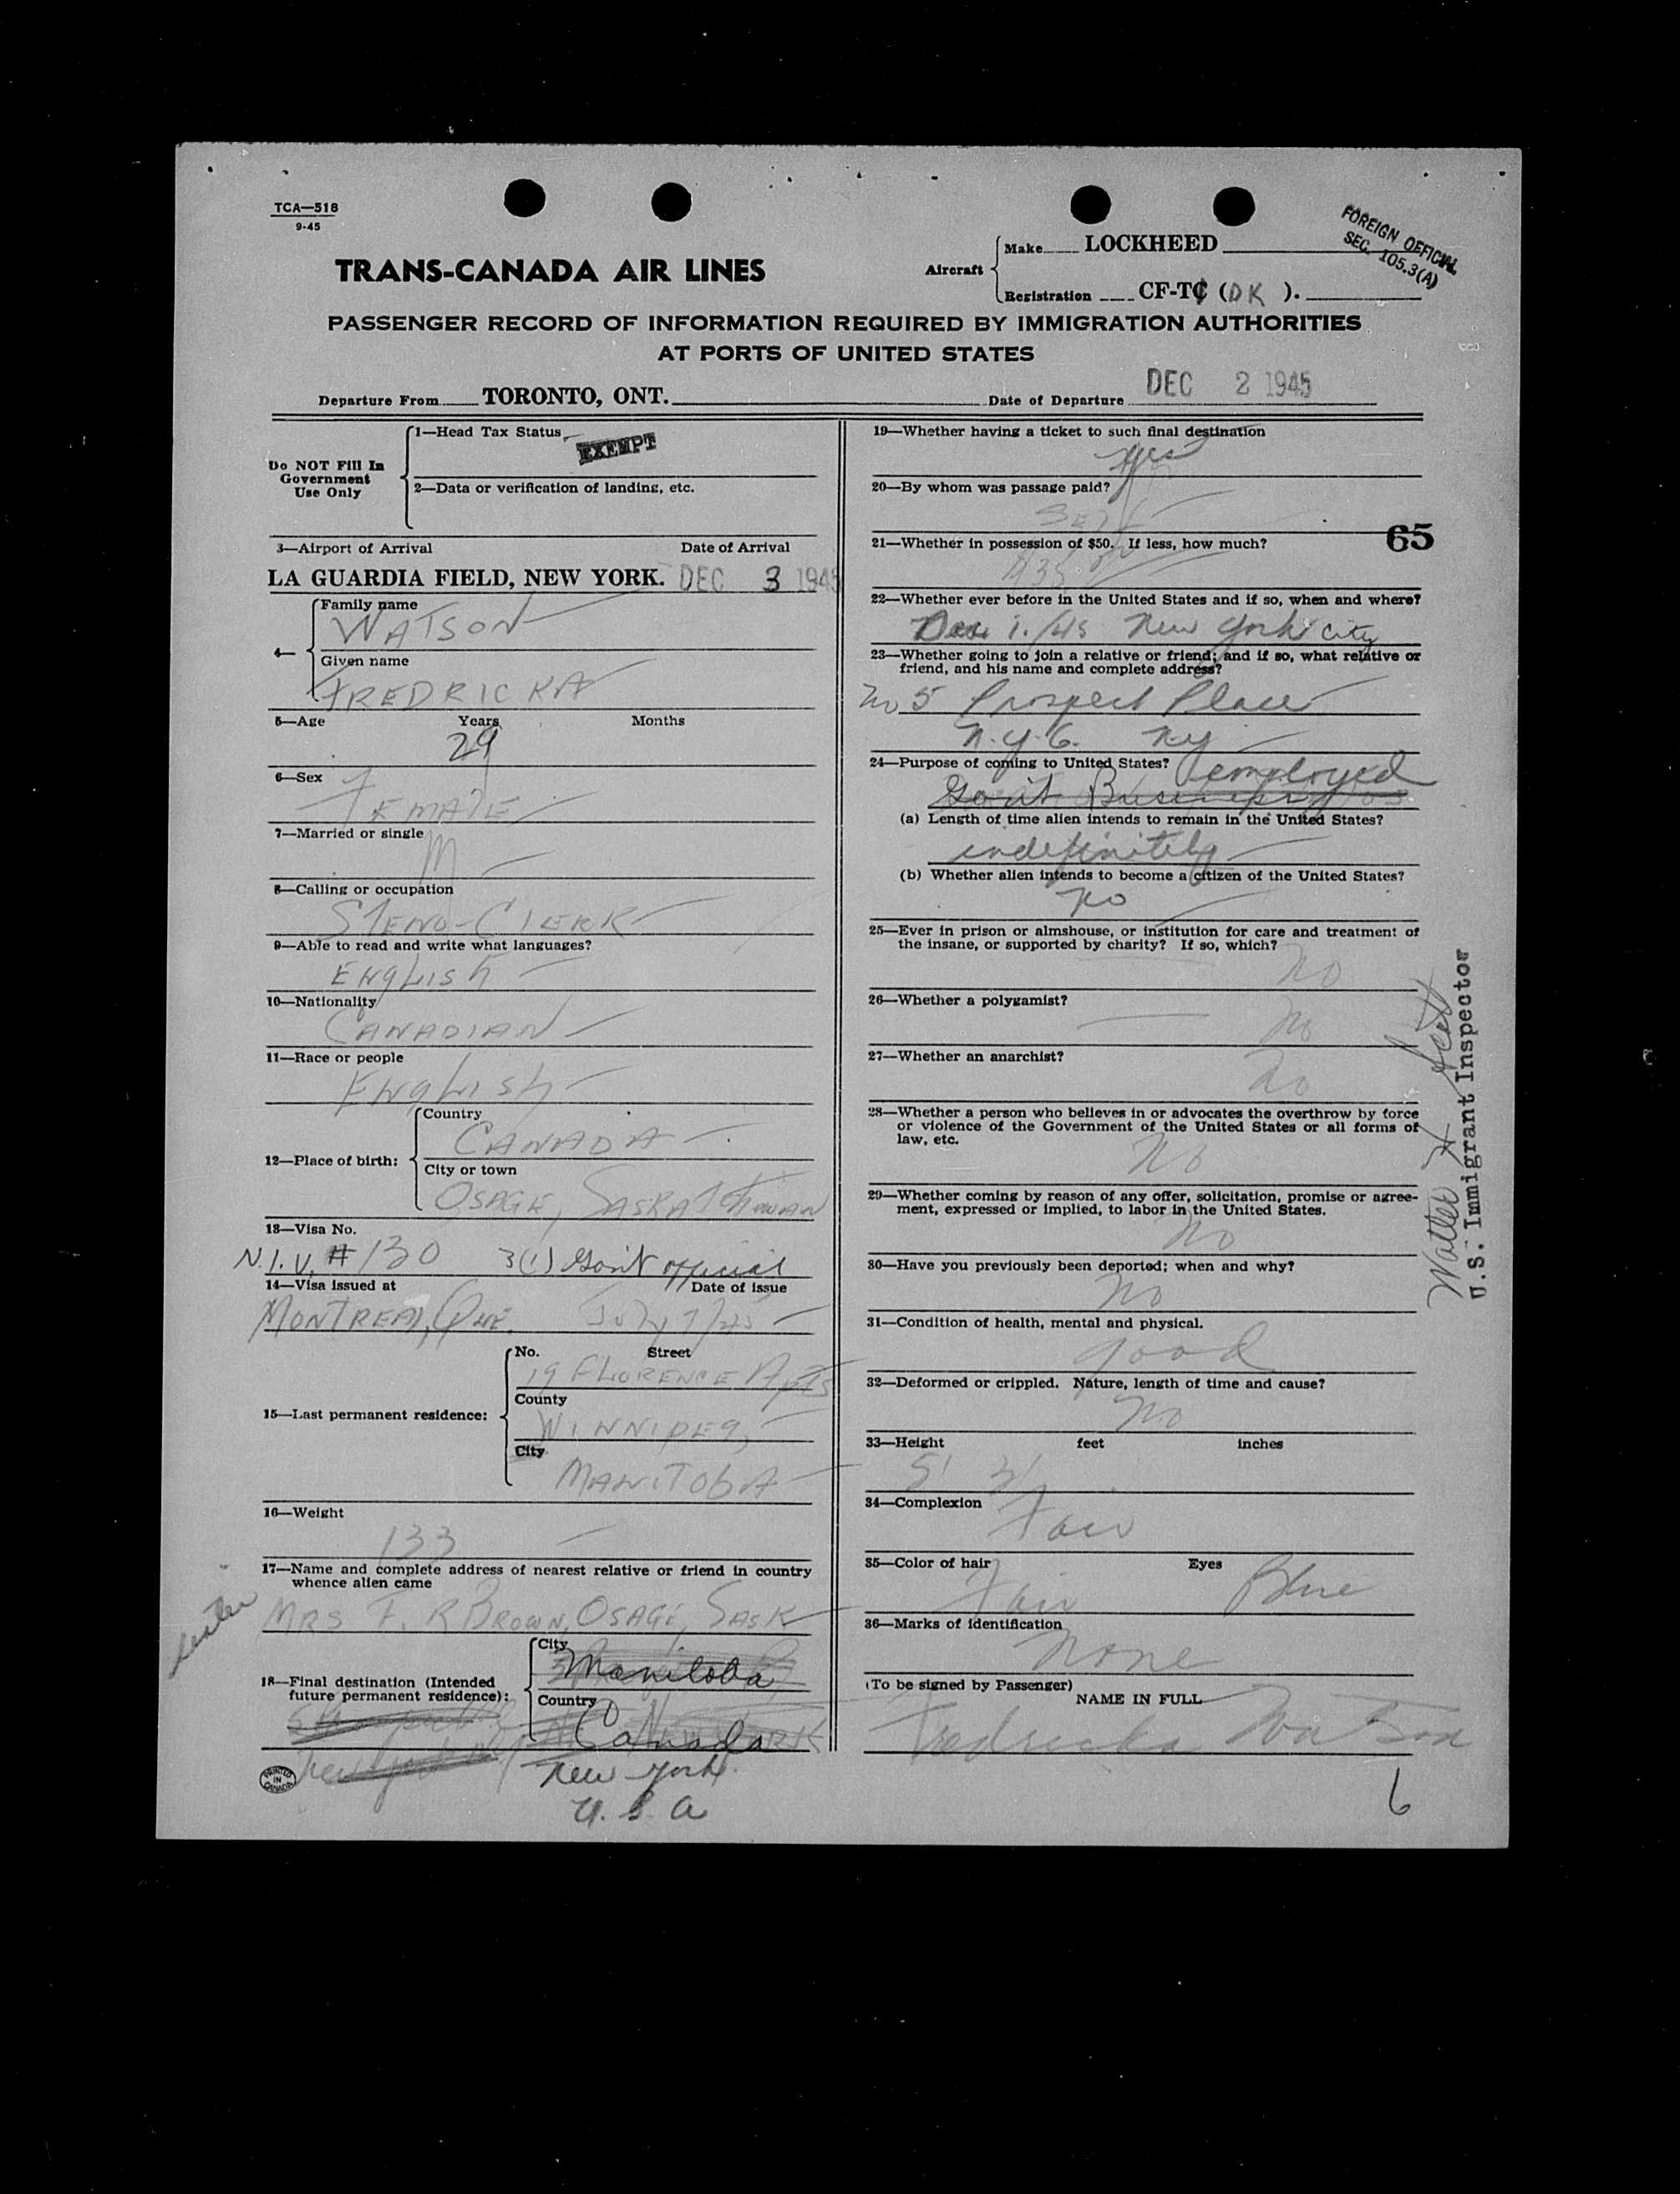 TCA—518
9-45
FOREIGN OFFICIAL
SEC. 105.3(A)
TRANS-CANADA AIR LINES
Aircraft
Make LOCKHEED
Registration CF-TC (DK ).
PASSENGER RECORD OF INFORMATION REQUIRED BY IMMIGRATION AUTHORITIES
AT PORTS OF UNITED STATES
Departure From TORONTO, ONT. Date of Departure DEC 2 1945
Do NOT Fill In
Government
Use Only
1—Head Tax Status EXEMPT
2—Data or verification of landing, etc.
3—Airport of Arrival Date of Arrival
LA GUARDIA FIELD, NEW YORK. DEC 3 1945
4—
Family name
WATSON
Given name
FREDRICKA
5—Age Years Months
29
6—Sex
FEMALE
7—Married or single
M
8—Calling or occupation
STENO-CLERK
9—Able to read and write what languages?
ENGLISH
10—Nationality
CANADIAN
11—Race or people
ENGLISH
12—Place of birth:
Country
CANADA
City or town
OSAGE, SASKATCHEWAN
13—Visa No.
N.I.V. # 130 3(1) Gov't official
14—Visa issued at Date of issue
MONTREAL, QUE. July 7/45
15—Last permanent residence:
No. Street
19 FLORENCE APTS
County
WINNIPEG,
City
MANITOBA
16—Weight
133
17—Name and complete address of nearest relative or friend in country
whence alien came
MRS F. R BROWN, OSAGE, SASK
18—Final destination (Intended
future permanent residence):
City
Manitoba
Country
Canada
New York
U.S.A
PRINTED
IN
CANADA
19—Whether having a ticket to such final destination
yes
20—By whom was passage paid?
Self
65
21—Whether in possession of $50. If less, how much?
22—Whether ever before in the United States and if so, when and where?
Dec 1./45 New York City
23—Whether going to join a relative or friend; and if so, what relative or
friend, and his name and complete address?
no 5 Prospect Place
N.Y.C. NY
24—Purpose of coming to United States? employed
Gov't Business
(a) Length of time alien intends to remain in the United States?
indefinitely
(b) Whether alien intends to become a citizen of the United States?
no
25—Ever in prison or almshouse, or institution for care and treatment of
the insane, or supported by charity? If so, which?
no
26—Whether a polygamist?
no
27—Whether an anarchist?
no
28—Whether a person who believes in or advocates the overthrow by force
or violence of the Government of the United States or all forms of
law, etc.
no
29—Whether coming by reason of any offer, solicitation, promise or agree-
ment, expressed or implied, to labor in the United States.
no
30—Have you previously been deported; when and why?
no
31—Condition of health, mental and physical.
good
32—Deformed or crippled. Nature, length of time and cause?
no
33—Height feet inches
5' 3"
34—Complexion
Fair
35—Color of hair Eyes
Fair Blue
36—Marks of identification
None
(To be signed by Passenger)
NAME IN FULL
Fredricka Watson
6
U.S. Immigrant Inspector